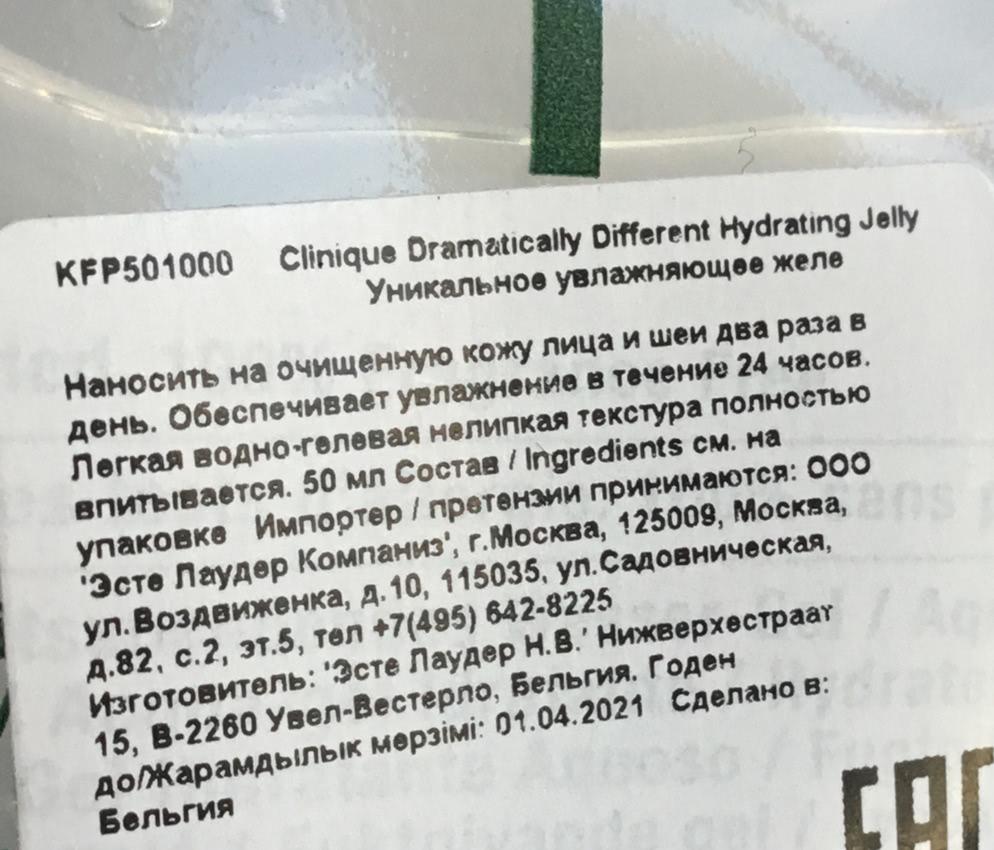 KFP501000 Clinique Dramatically Different Hydrating Jelly
Уникальное увлажняющее желе
Наносить на очищенную кожу лица и шеи два раза в
день. Обеспечивает увлажнение в течение 24 часов.
Легкая водно-гелевая нелипкая текстура полностью
впитывается. 50 мл Состав / Ingredients см. на
упаковке Импортер / претензии принимаются: ООО
'Эсте Лаудер Компаниз', г.Москва, 125009, Москва,
ул.Воздвиженка, д.10, 115035, ул.Садовническая,
д.82, с.2, эт.5, тел +7(495) 642-8225
Изготовитель: 'Эсте Лаудер Н.В.' Нижверхестраат
15, В-2260 Увел-Вестерло, Бельгия. Годен
до/Жарамдылык мерзімі: 01.04.2021 Сделано в:
Бельгия
EAC